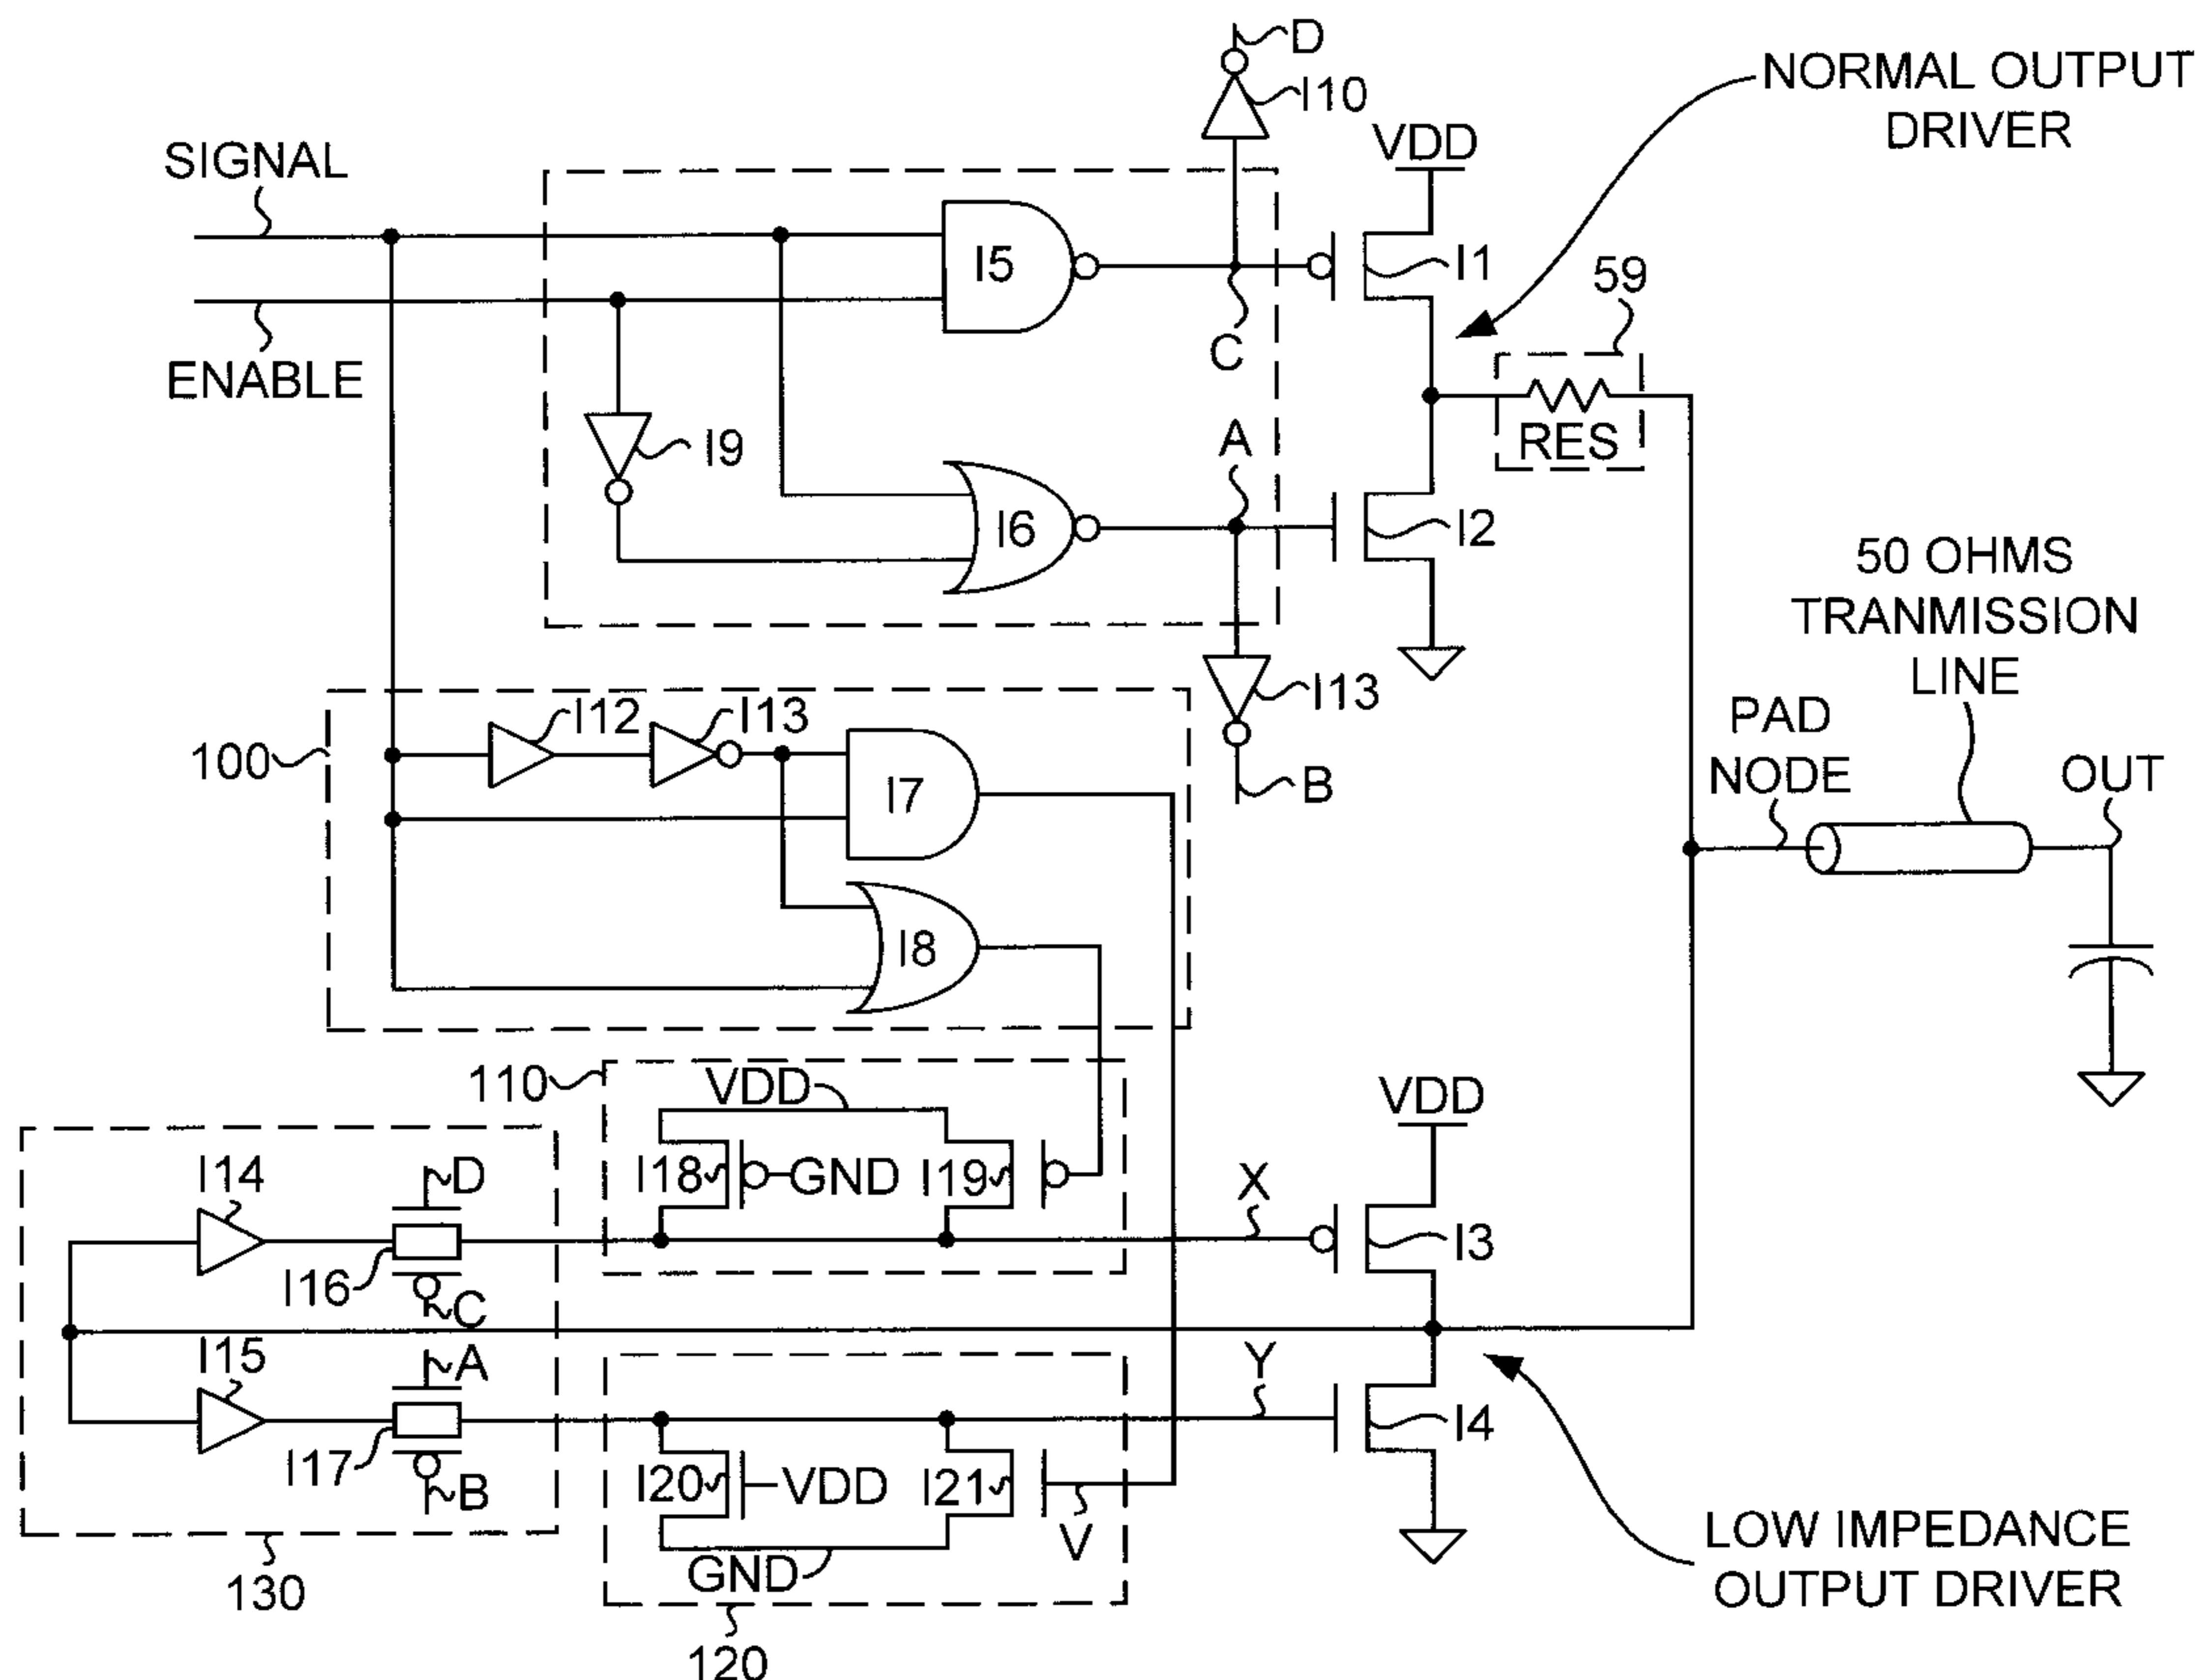 D
I10
NORMAL OUTPUT
DRIVER
VDD
SIGNAL
I5
I1
59
C
ENABLE
A
I9
RES
I6
I2
50 OHMS
TRANMISSION
LINE
I12
I13
I13
PAD
NODE
OUT
100
B
I7
I8
110
VDD
VDD
I14
D
I18
GND
I19
X
I3
I16
C
I15
A
Y
I17
B
I20
VDD
I21
V
I4
GND
130
120
LOW IMPEDANCE
OUTPUT DRIVER